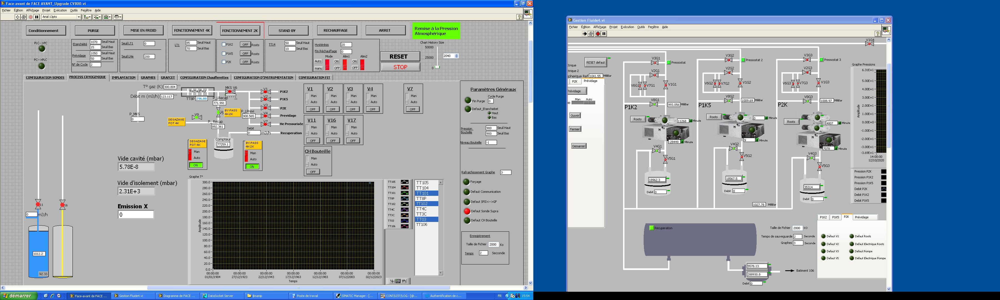 Face-avant de FACE AVANT_Upgrade CV800.vi
Fichier Édition Affichage Projet Exécution Outils Fenêtre Aide
Arial 13pts
Conditionnement PURGE MISE EN FROID FONCTIONNEMENT 4K FONCTIONNEMENT 2K STAND BY RECHAUFFAGE ARRET
Remise à la Pression
Atmosphérique
PLC-->PC
PC-->PLC
Etanchéité 1070 Seuil Haut
15 Seuil Bas
Prévidage 1050 Seuil Haut
50 Seuil Bas
N° de Cycle 2
Seuil LT1 0
Seuil LHe 200
LT1 85 Seuil Haut
70 Seuil Bas
P1K2 OFF Roots
P1K5 OFF Roots
P2K OFF Roots
TT14 50 Seuil Haut
10 Seuil Bas
Hystérésis 20
Fin Réchauffage 0
Mode Alim1 Alim2
Auto ON ON
manu OFF OFF
RESET
STOP
Chart History Size
50000
25000
0
2040
CONFIGURATION SONDES PROCESS CRYOGENIQUE IMPLANTATION GRAPHES GRAFCET CONFIGURATION Chaufferettes CONFIGURATION D'INSTRUMENTATION CONFIGURATION FIT
T° gaz (K) 300.804
Débit m (m3/h) 123.117
Rechauffeur
TT8P 296.88
MKS V6
100
P_LRecup
771.991
P_MKS
0
V9
V5
DEGAZAGE
POT 4K
BY-PASS
4K-2K
P_LPrevi
908.565
P_Recup
892.361
V1 P1K2
V2 P1K5
V3 P2K
V4 Previdage
V7 He Pressurisée
Debit
0 m3/h Recuperation
Compteur
77259.1
DEGAZAGE
POT 4K
Man
Auto
ON
BY-PASS
4K-2K
Man
Auto
ON
V1 Man Auto OFF
V2 Man Auto OFF
V3 Man Auto OFF
V4 Man Auto OFF
V7 Man Auto OFF
V11 Man Auto OFF
V16 Man Auto OFF
V17 Man Auto OFF
CH Bouteille
Man
Auto
OFF
Vide cavité (mbar)
5.78E-8
Vide d'isolement (mbar)
2.31E+3
Emission X
0
11
16
0 m3/h
1012.2
92.33
Graphe T°
Amplitude
300.0
280.0
260.0
240.0
220.0
200.0
180.0
160.0
140.0
120.0
100.0
80.0
60.0
40.0
20.0
0.0
00:00:00 00:00:00 00:00:00 00:00:00 00:00:00 00:00:00 00:00:00
01/01/1904 27/12/1923 22/12/1943 17/12/1963 12/12/1983 07/12/2003 02/12/2023
Temps
TT105
TT104
TT101
TT8P
TT102
TT4C
TT3C
TT03
TT106
TT105
TT104
TT101
TT8P
TT102
TT4C
TT3C
TT03
TT106
Paramètres Généraux
Cycle Purge
Fin Purge 0
Defaut_Etancheitet
Haut
Bas
Pression
Bouteille
900 Seuil Haut
900 Seuil Bas
Niveau Bouteille -1
Rafraichissement Graphe 3
Forçage
Defaut Communication
Defaut SPII<-->GF
Defaut Sonde Supra
Defaut CH Bouteille
Enregistrement
Taille de Fichier 2000 Ko
Temps 2 Secconde
démarrer
Face-avant de FACE ...
Gestion Fluide4.vi
Diagramme de FACE ...
DataSocket Server
$manip
Poste de travail
SIMATIC Manager - [...
CONT/LIST/LOG - [@...
Authentification de c...
FR
15:54
Gestion Fluide4.vi
Fichier Édition Affichage Projet Exécution Outils Fenêtre Aide
V1G4
ctrique
ctrique 2
RESET defaut
spherique Ref 1041.55 MiliBar
P2K Prévidage
Prévidage
Man Auto
Ouvrir
Fermer
Demarrer
V3G1 Pressostat
V2G1
V6G1 V7G1 V1G1
V8G1
P1K2 993.056 MiliBar
Roots 11268 Minute
-28449 Minute
V4G1
V5G1
18962.3
Debit 0
V3G2 Pressostat 2
V2G2
V6G2 V7G2 V1G2
V8G2
P1K5 1009.69 MiliBar
Roots 0 Minute
9 Minute
V4G2
V5G2
18567.5
Debit 0
V3G3 Pressostat 3
V2G3
V6G3 V7G3 V1G3
V8G3
P2K 1008.97 MiliBar
Roots 4807 Minute
7078 Minute
V4G3
V5G3
35314
Debit 0
1027.78 MiliBar
Graphe Pressions
Amplitude
6.31E+1
5.00E+1
4.00E+1
3.00E+1
2.00E+1
1.00E+1
0.00E+0
-1.00E+1
-2.00E+1
-3.00E+1
-3.69E+1
14:00:00
12/10/2020
Pression P2K
Pression P1K2
Pression P1K5
Debit P2K
Debit P1K2
Debit P1K5
Recuperation
Taille de Fichier 2000 KO
Temps de sauveguarde 2 Seconde
Graphes 3 Seconde
P1K2 P1K5 P2K Prévidage
Defaut V1 Defaut Roots
Defaut V2 Defaut Electrique Roots
Defaut V3 Defaut Pompe
Defaut V5 Defaut Electrique Pompe
5578.13
288930.8
Debit 0
Batiment 106